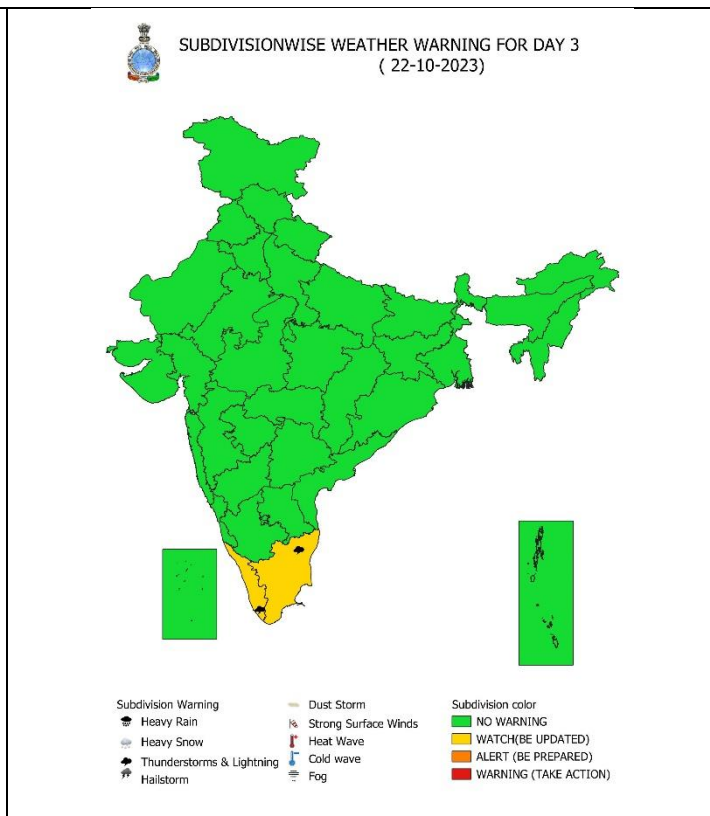 SUBDIVISIONWISE WEATHER WARNING FOR DAY 3
( 22-10-2023)
Subdivision Warning
Heavy Rain
Heavy Snow
Thunderstorms & Lightning
Hailstorm
Dust Storm
Strong Surface Winds
Heat Wave
Cold wave
Fog
Subdivision color
NO WARNING
WATCH(BE UPDATED)
ALERT (BE PREPARED)
WARNING (TAKE ACTION)